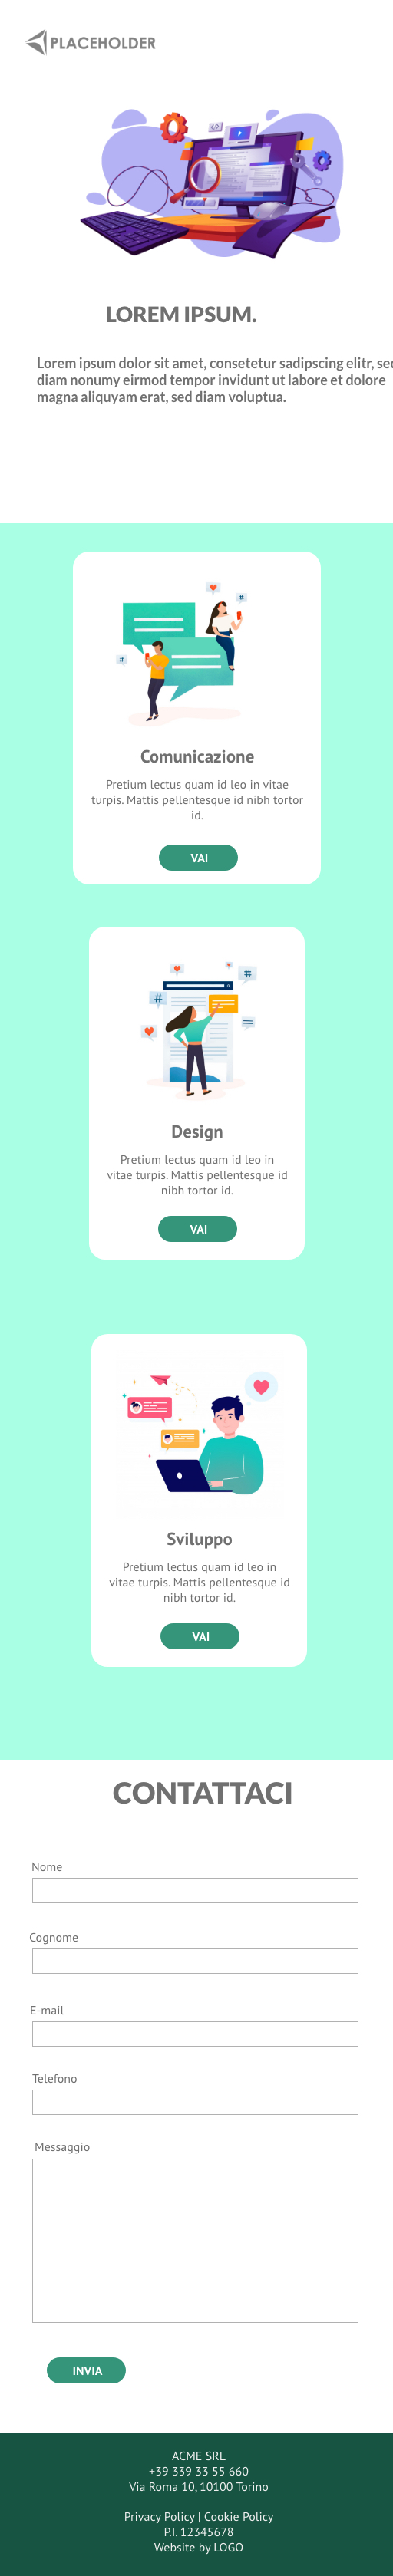 PLACEHOLDER
LOREM IPSUM.
Lorem ipsum dolor sit amet, consetetur sadipscing elitr, sed
diam nonumy eirmod tempor invidunt ut labore et dolore
magna aliquyam erat, sed diam voluptua.
#
#
Comunicazione
Pretium lectus quam id leo in vitae
turpis. Mattis pellentesque id nibh tortor
id.
VAI
#
#
Design
Pretium lectus quam id leo in
vitae turpis. Mattis pellentesque id
nibh tortor id.
VAI
Sviluppo
Pretium lectus quam id leo in
vitae turpis. Mattis pellentesque id
nibh tortor id.
VAI
CONTATTACI
Nome
Cognome
E-mail
Telefono
Messaggio
INVIA
ACME SRL
+39 339 33 55 660
Via Roma 10, 10100 Torino
Privacy Policy | Cookie Policy
P.I. 12345678
Website by LOGO